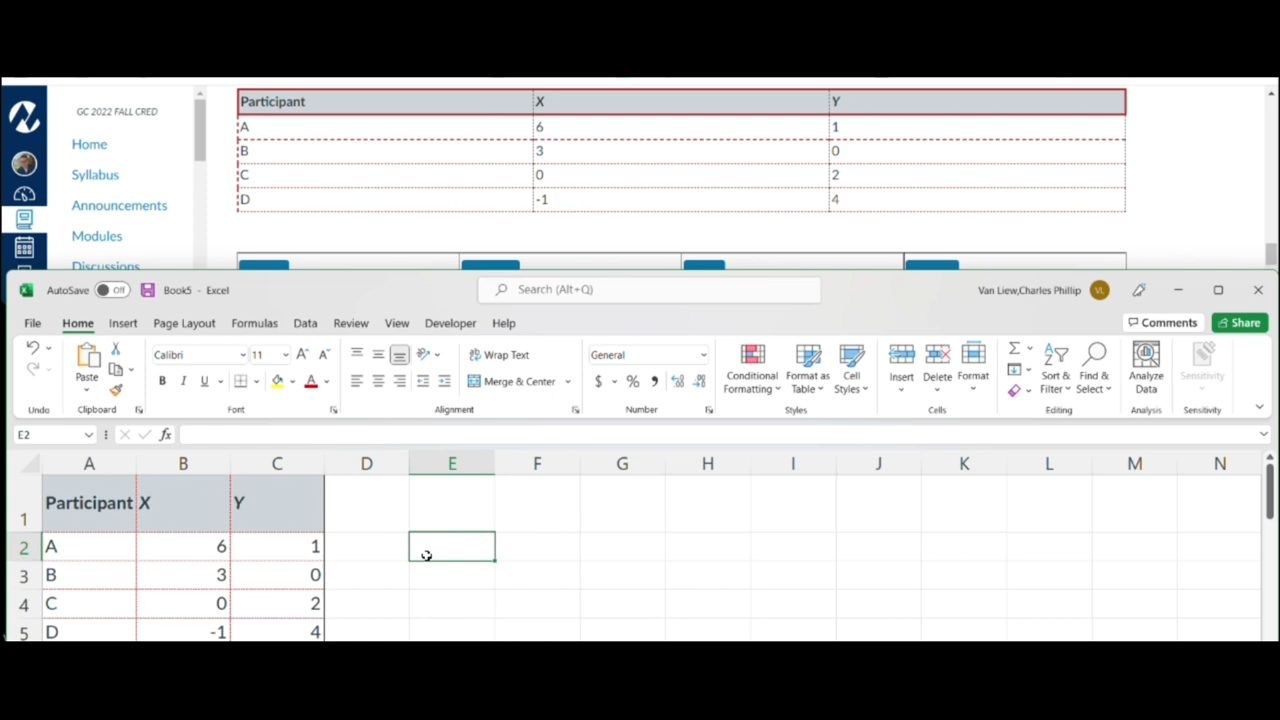 GC 2022 FALL CRED
Home
Syllabus
Announcements
Modules
Discussions
Participant X Y
A 6 1
B 3 0
C 0 2
D -1 4
AutoSave Off Book5 - Excel Search (Alt+Q) Van Liew,Charles Phillip VL
File Home Insert Page Layout Formulas Data Review View Developer Help Comments Share
Paste Calibri 11 A A Wrap Text General Conditional Format as Cell Insert Delete Format Sort & Find & Analyze Sensitivity
B I U A Merge & Center $ % Formatting Table Styles Filter Select Data
Undo Clipboard Font Alignment Number Styles Cells Editing Analysis Sensitivity
E2 fx
A B C D E F G H I J K L M N
1 Participant X Y
2 A 6 1
3 B 3 0
4 C 0 2
5 D -1 4